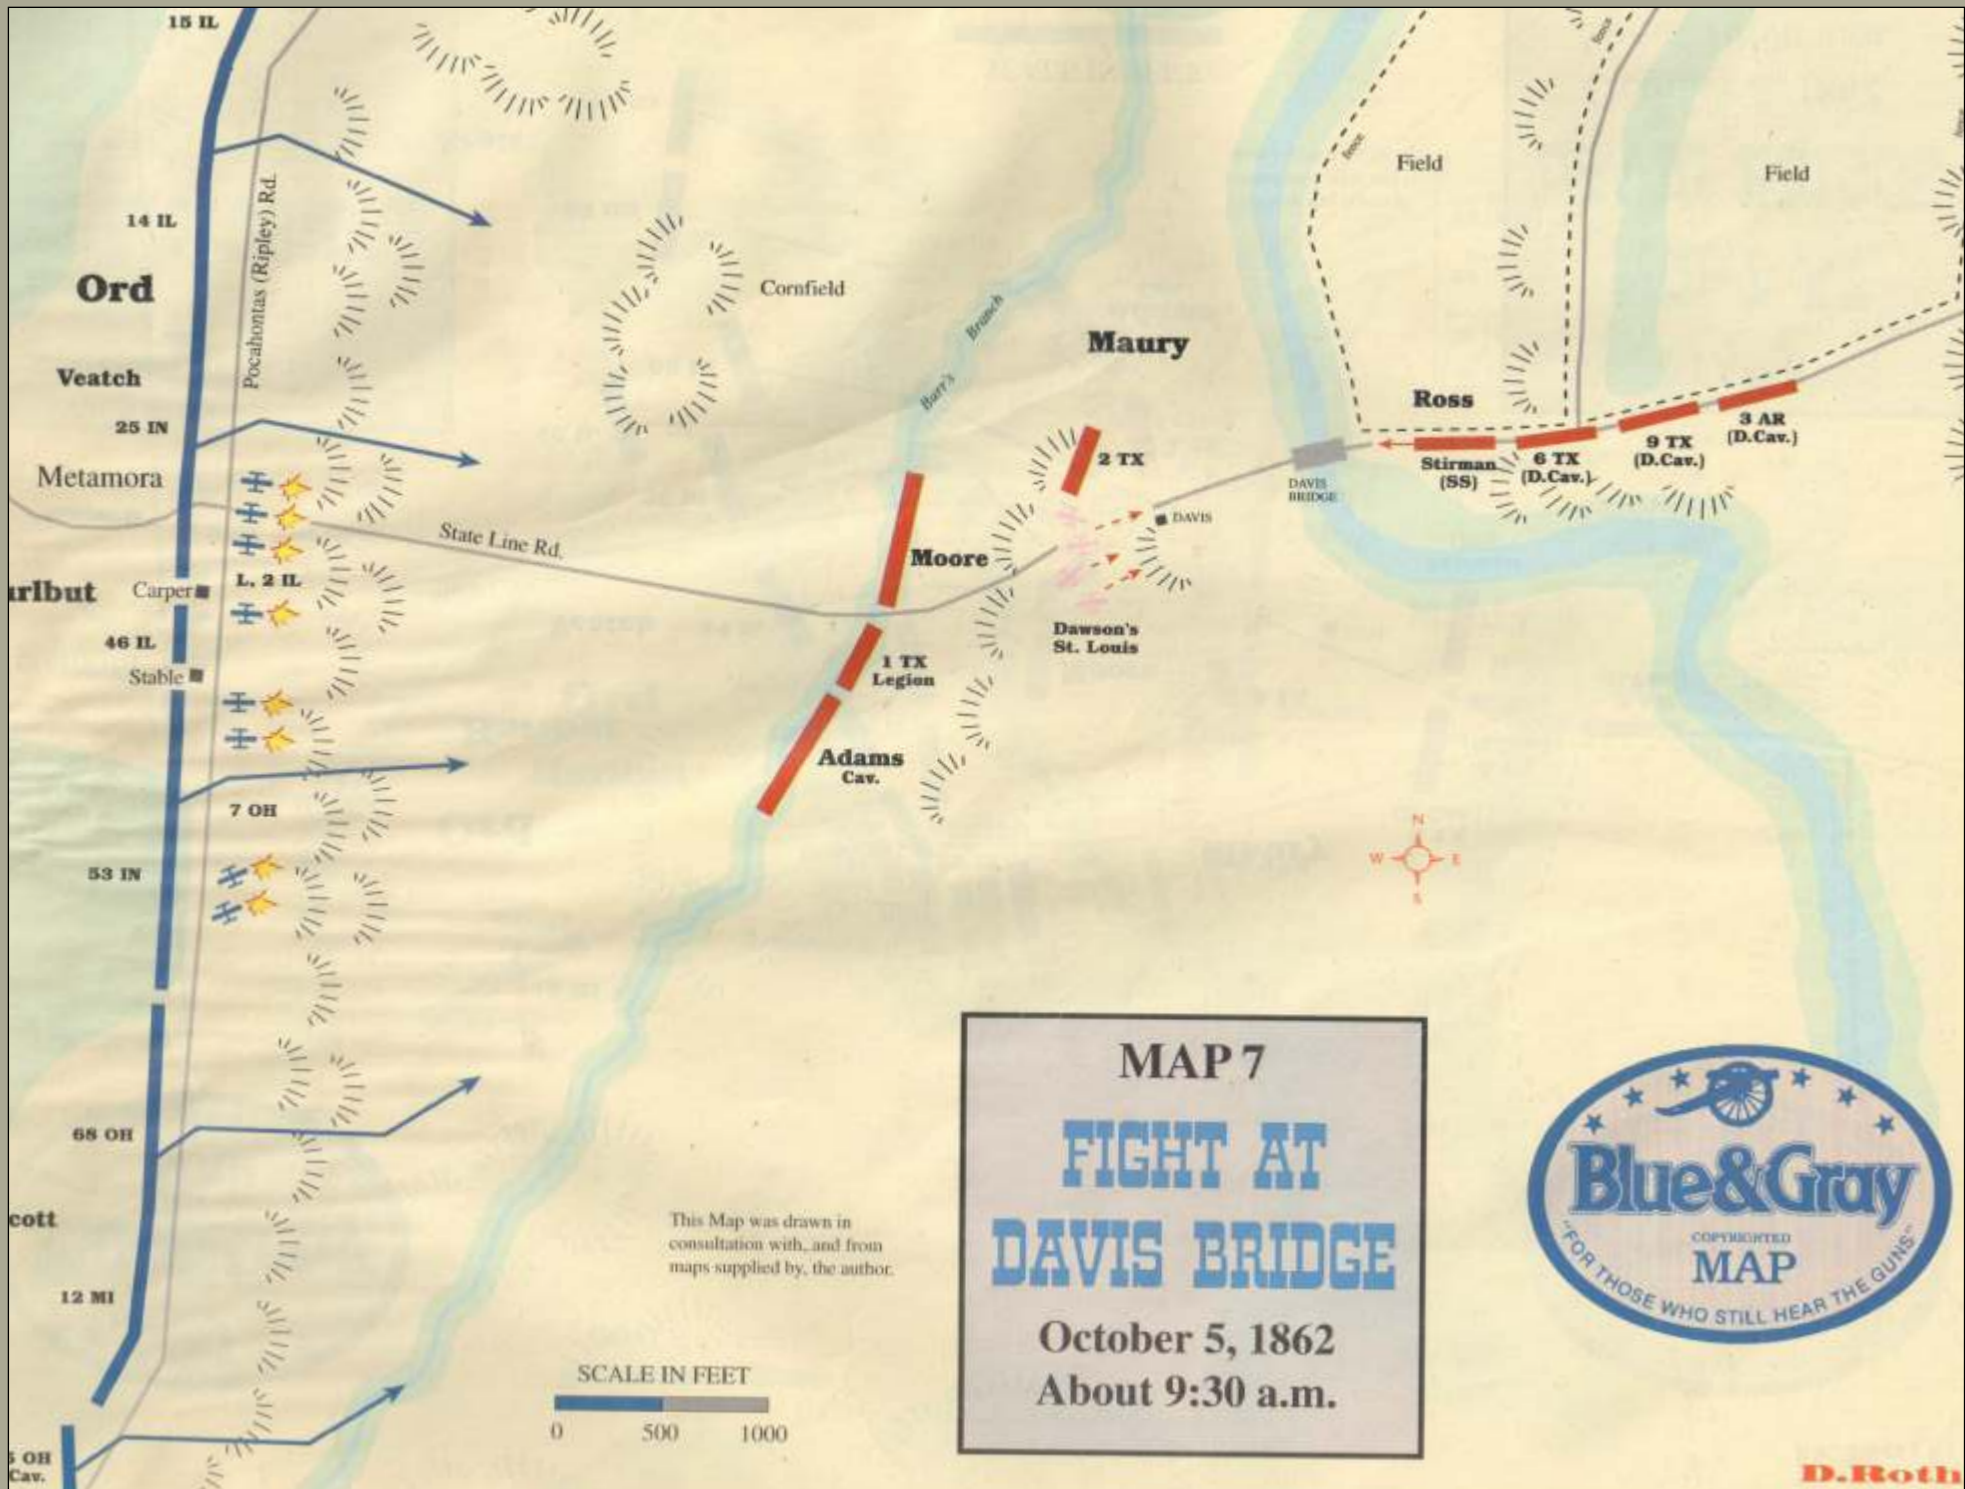 15 IL
14 IL
Ord
Pocahontas (Ripley) Rd.
Veatch
25 IN
Metamora
Carper
46 IL
Stable
L, 2 IL
7 OH
53 IN
68 OH
12 MI
OH
Cav.
State Line Rd.
Cornfield
Burr's Branch
Maury
2 TX
Moore
1 TX
Legion
Adams
Cav.
DAVIS
Dawson's
St. Louis
DAVIS
BRIDGE
fence
Field
fence
Field
Ross
Stirman
(SS)
6 TX
(D.Cav.)
9 TX
(D.Cav.)
3 AR
(D.Cav.)
N
W E
S
This Map was drawn in
consultation with, and from
maps supplied by, the author.
SCALE IN FEET
0 500 1000
MAP 7
FIGHT AT
DAVIS BRIDGE
October 5, 1862
About 9:30 a.m.
Blue&Gray
COPYRIGHTED
MAP
"FOR THOSE WHO STILL HEAR THE GUNS"
D.Roth